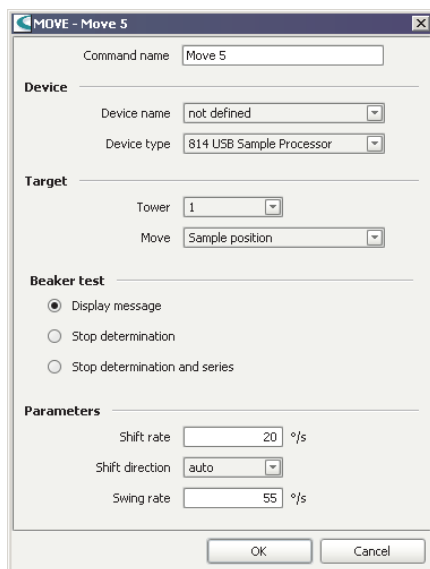 MOVE - Move 5
Command name Move 5
Device
Device name not defined
Device type 814 USB Sample Processor
Target
Tower 1
Move Sample position
Beaker test
Display message
Stop determination
Stop determination and series
Parameters
Shift rate 20 °/s
Shift direction auto
Swing rate 55 °/s
OK Cancel